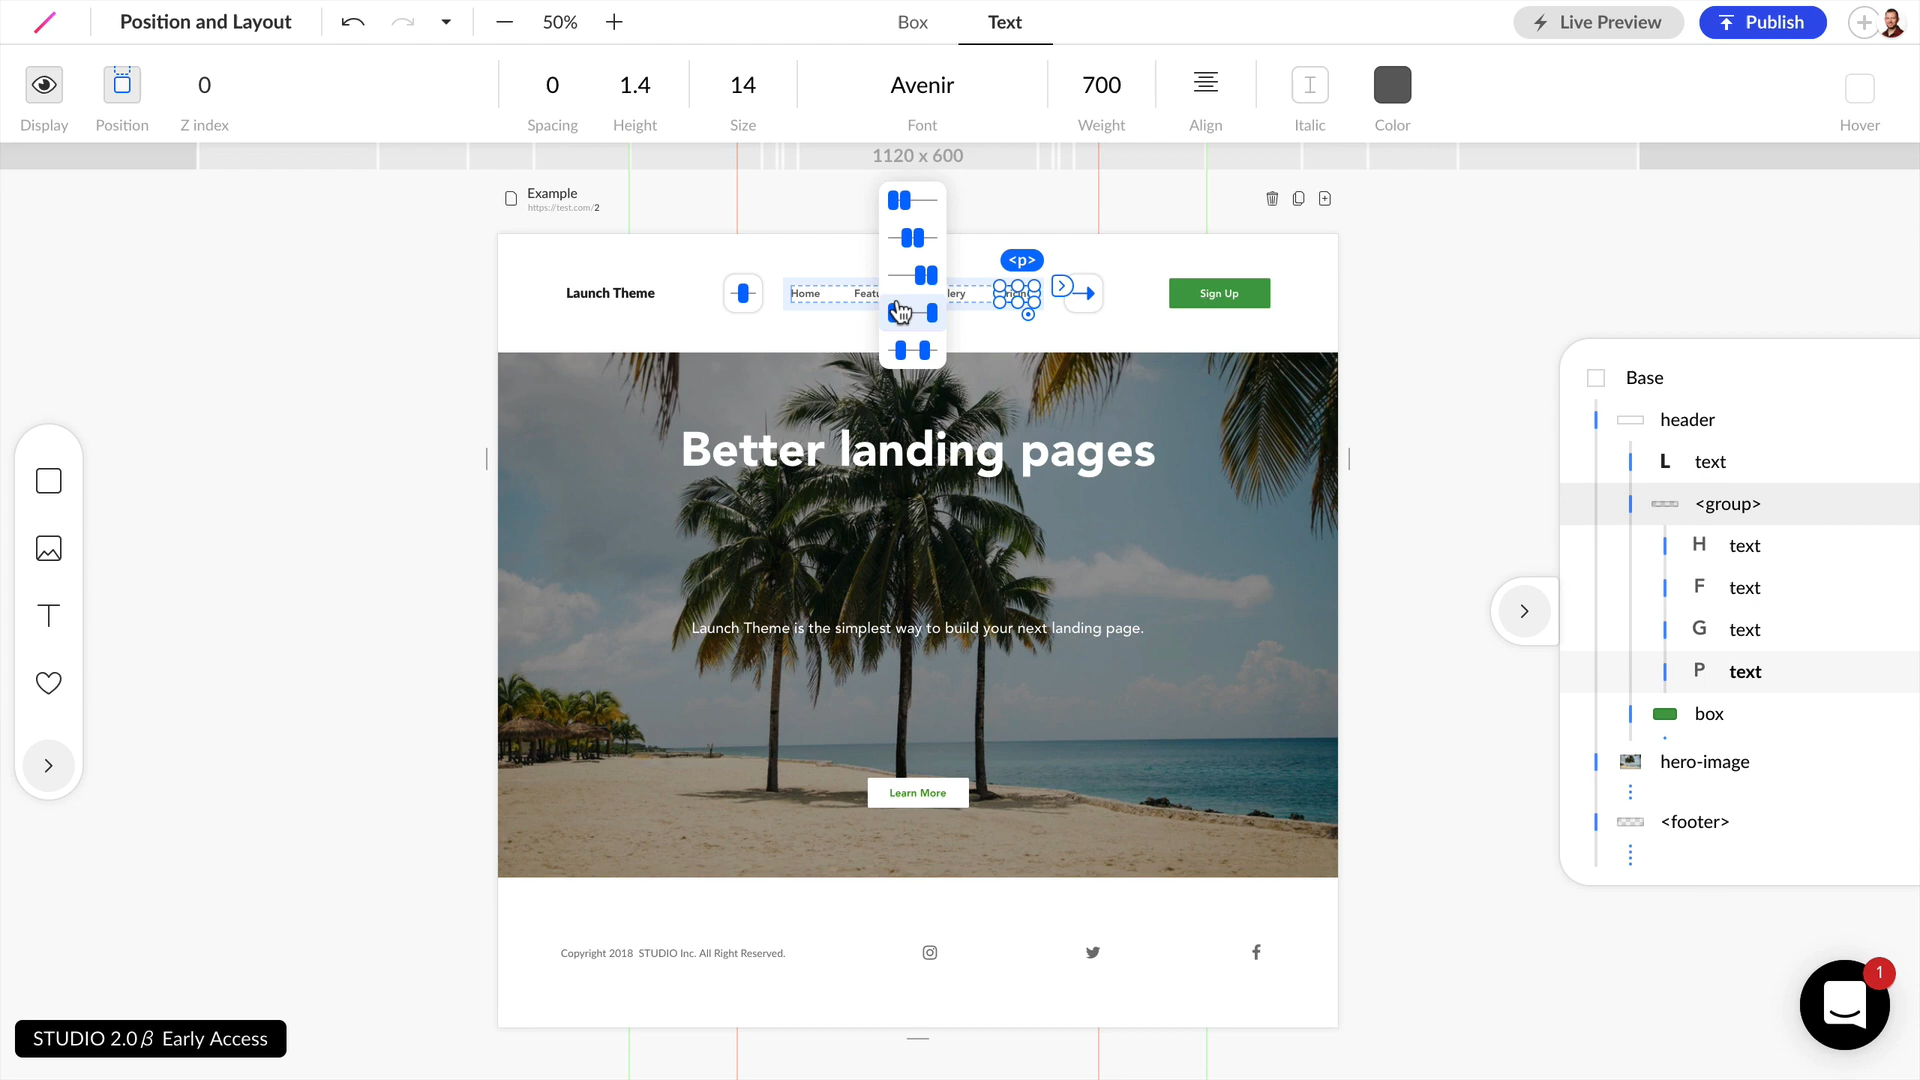 Position and Layout
50%
Box
Text
Live Preview
Publish
0
0
1.4
14
Avenir
700
Display
Position
Z index
Spacing
Height
Size
Font
Weight
Align
Italic
Color
Hover
1120 x 600
Example
https://test.com/2
<p>
Launch Theme
Home
Featu
lery
Sign Up
Better landing pages
Launch Theme is the simplest way to build your next landing page.
Learn More
Copyright 2018 STUDIO Inc. All Right Reserved.
Base
header
L text
<group>
H text
F text
G text
P text
box
hero-image
<footer>
STUDIO 2.0 β Early Access
1